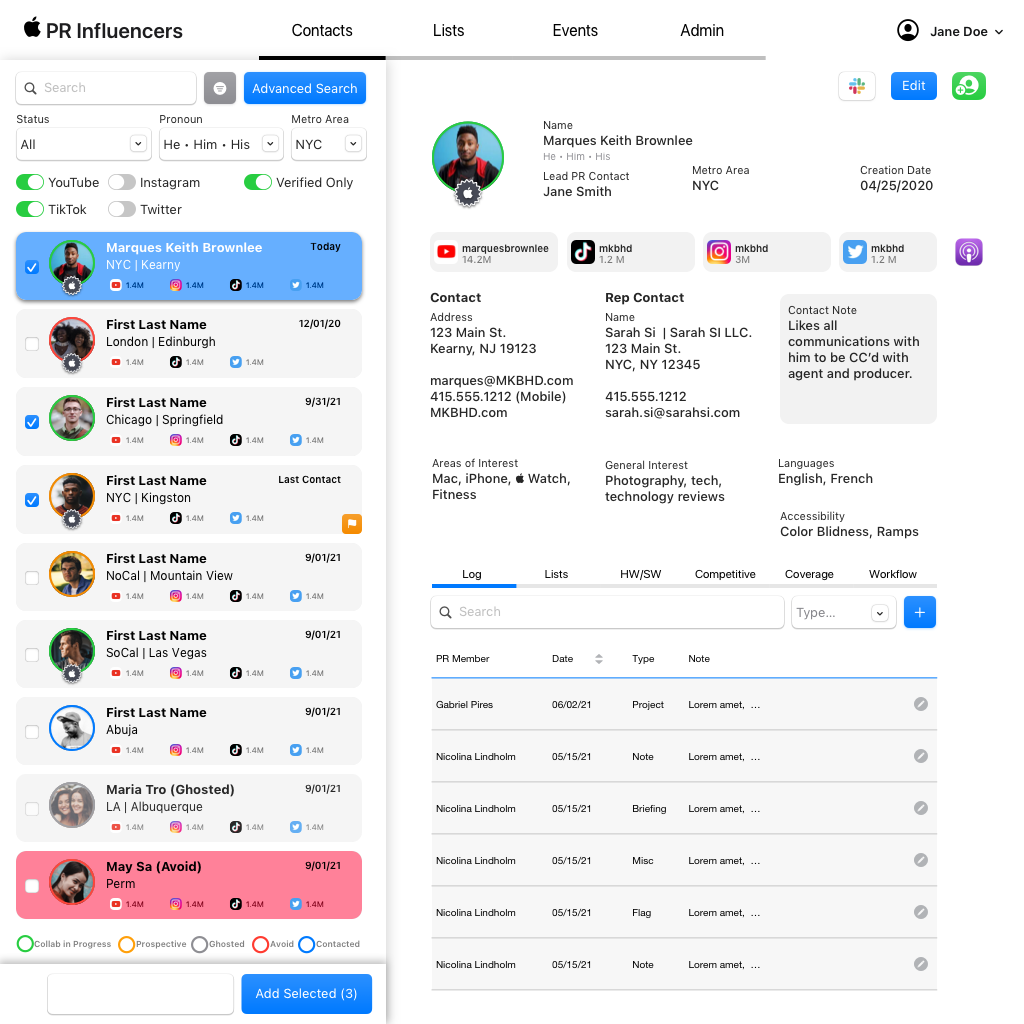 PR Influencers
Contacts
Lists
Events
Admin
Jane Doe
Search
Advanced Search
Status
Pronoun
Metro Area
All
He • Him • His
NYC
YouTube
Instagram
Verified Only
TikTok
Twitter
Marques Keith Brownlee
Today
NYC | Kearny
1.4M 1.4M 1.4M 1.4M
First Last Name
12/01/20
London | Edinburgh
1.4M 1.4M 1.4M
First Last Name
9/31/21
Chicago | Springfield
1.4M 1.4M 1.4M 1.4M
First Last Name
Last Contact
NYC | Kingston
1.4M 1.4M 1.4M
First Last Name
9/01/21
NoCal | Mountain View
1.4M 1.4M 1.4M 1.4M
First Last Name
9/01/21
SoCal | Las Vegas
1.4M 1.4M 1.4M 1.4M
First Last Name
9/01/21
Abuja
1.4M 1.4M 1.4M 1.4M
Maria Tro (Ghosted)
9/01/21
LA | Albuquerque
1.4M 1.4M 1.4M 1.4M
May Sa (Avoid)
9/01/21
Perm
1.4M 1.4M 1.4M 1.4M
Collab in Progress Prospective Ghosted Avoid Contacted
Add Selected (3)
Edit
Name
Marques Keith Brownlee
He • Him • His
Lead PR Contact
Jane Smith
Metro Area
NYC
Creation Date
04/25/2020
marquesbrownlee
14.2M
mkbhd
1.2 M
mkbhd
3M
mkbhd
1.2 M
Contact
Address
123 Main St.
Kearny, NJ 19123
marques@MKBHD.com
415.555.1212 (Mobile)
MKBHD.com
Rep Contact
Name
Sarah Si | Sarah SI LLC.
123 Main St.
NYC, NY 12345
415.555.1212
sarah.si@sarahsi.com
Contact Note
Likes all
communications with
him to be CC’d with
agent and producer.
Areas of Interest
Mac, iPhone, Watch,
Fitness
General Interest
Photography, tech,
technology reviews
Languages
English, French
Accessibility
Color Blidness, Ramps
Log Lists HW/SW Competitive Coverage Workflow
Search
Type...
+
PR Member Date Type Note
Gabriel Pires 06/02/21 Project Lorem amet, ...
Nicolina Lindholm 05/15/21 Note Lorem amet, ...
Nicolina Lindholm 05/15/21 Briefing Lorem amet, ...
Nicolina Lindholm 05/15/21 Misc Lorem amet, ...
Nicolina Lindholm 05/15/21 Flag Lorem amet, ...
Nicolina Lindholm 05/15/21 Note Lorem amet, ...